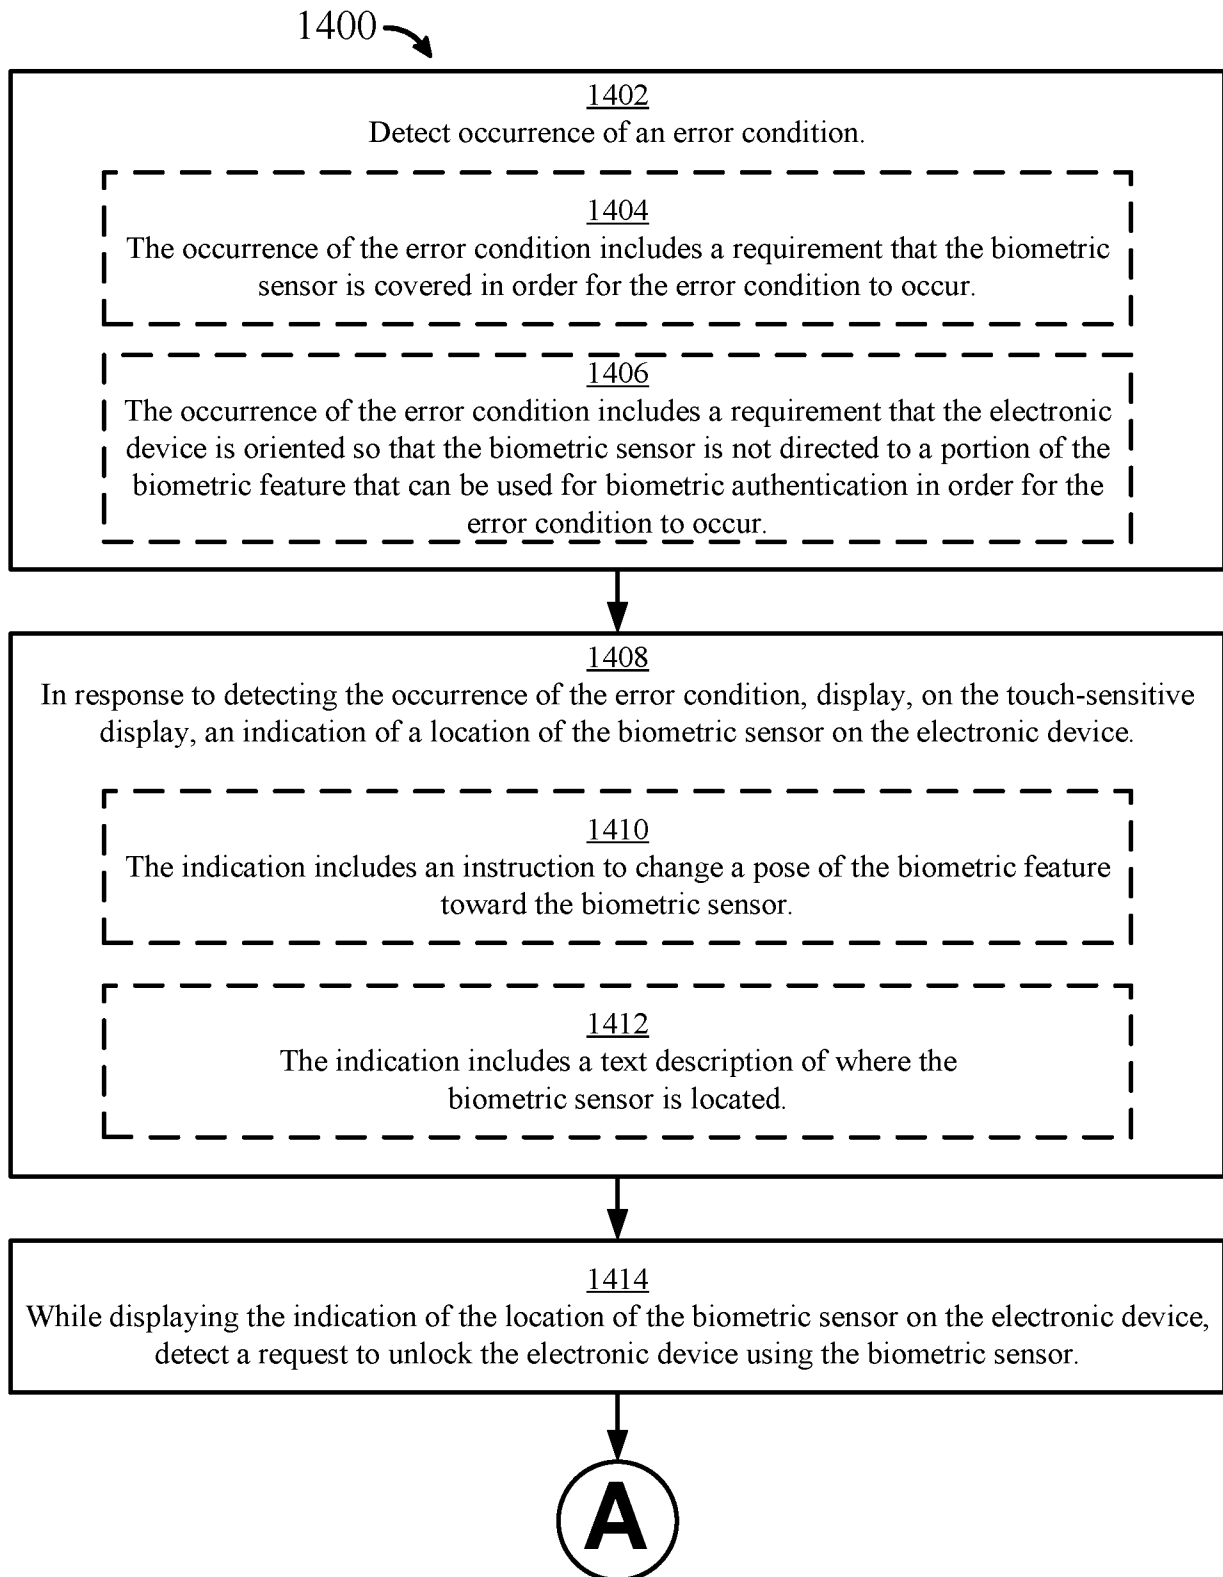 1400
1402
Detect occurrence of an error condition.
1404
The occurrence of the error condition includes a requirement that the biometric
sensor is covered in order for the error condition to occur.
1406
The occurrence of the error condition includes a requirement that the electronic
device is oriented so that the biometric sensor is not directed to a portion of the
biometric feature that can be used for biometric authentication in order for the
error condition to occur.
1408
In response to detecting the occurrence of the error condition, display, on the touch-sensitive
display, an indication of a location of the biometric sensor on the electronic device.
1410
The indication includes an instruction to change a pose of the biometric feature
toward the biometric sensor.
1412
The indication includes a text description of where the
biometric sensor is located.
1414
While displaying the indication of the location of the biometric sensor on the electronic device,
detect a request to unlock the electronic device using the biometric sensor.
A